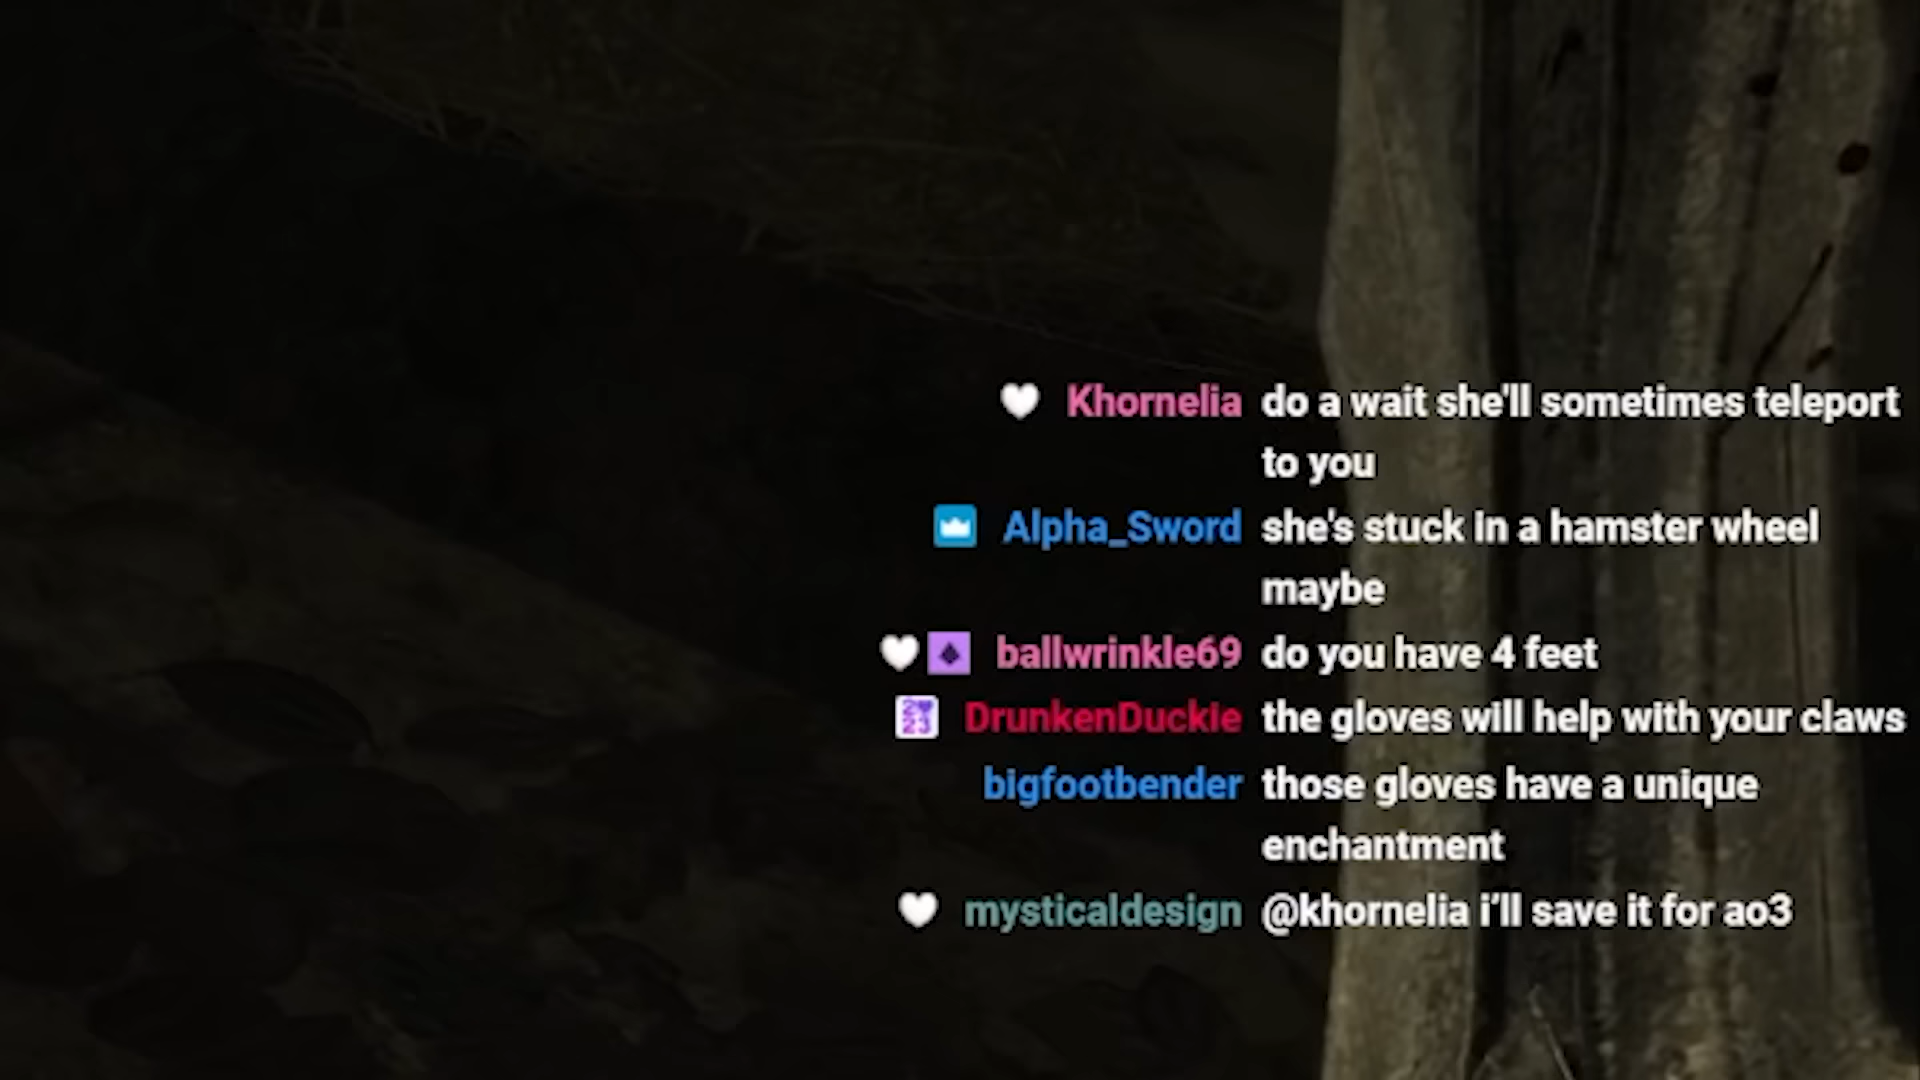 Khornelia do a wait she'll sometimes teleport
to you
Alpha_Sword she's stuck in a hamster wheel
maybe
ballwrinkle69 do you have 4 feet
2023 DrunkenDuckie the gloves will help with your claws
bigfootbender those gloves have a unique
enchantment
mysticaldesign @khornelia i'll save it for ao3